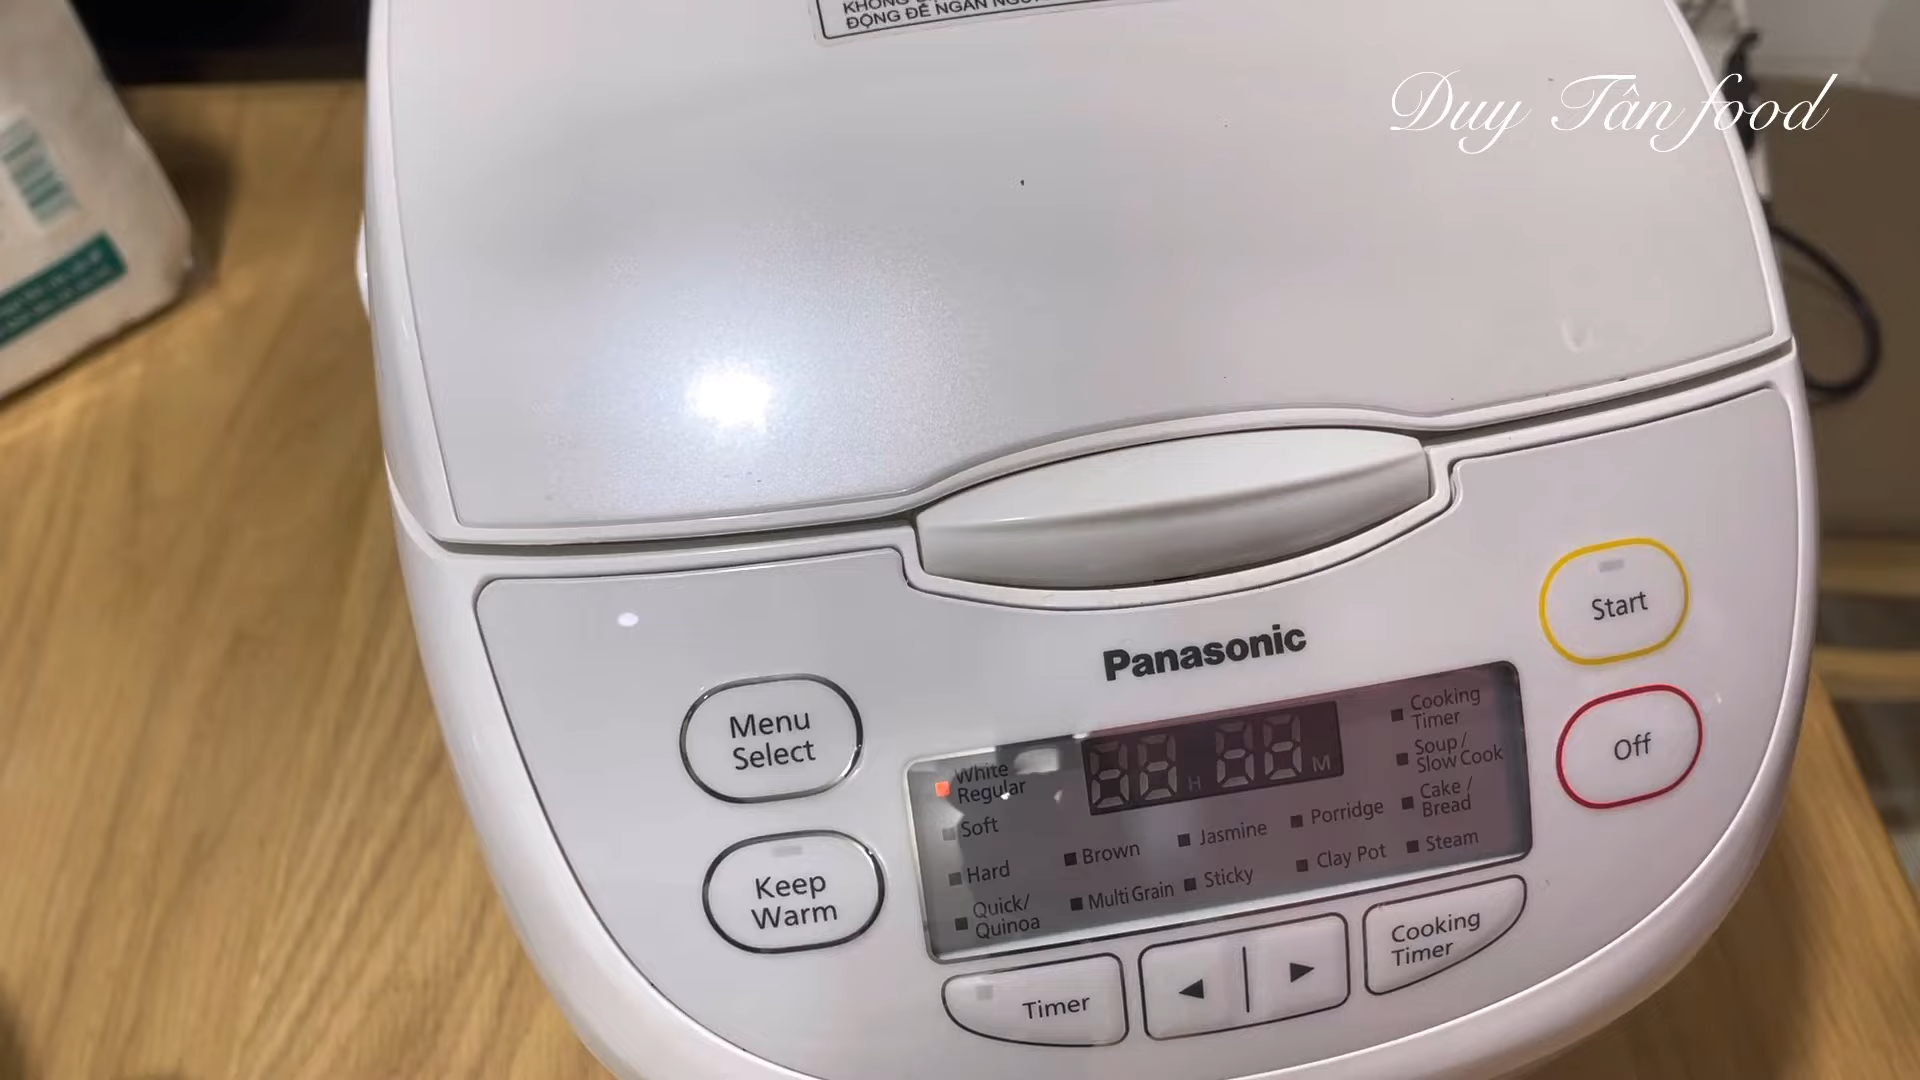 ĐỘNG ĐỂ NGĂN
Duy Tân food
Panasonic
Start
Off
Menu
Select
Keep
Warm
White
Regular
Soft
Hard
Quick/
Quinoa
Brown
Multi Grain
Jasmine
Sticky
Porridge
Clay Pot
Cooking
Timer
Soup/
Slow Cook
Cake /
Bread
Steam
88 H 88 M
Timer
◀ | ▶
Cooking
Timer